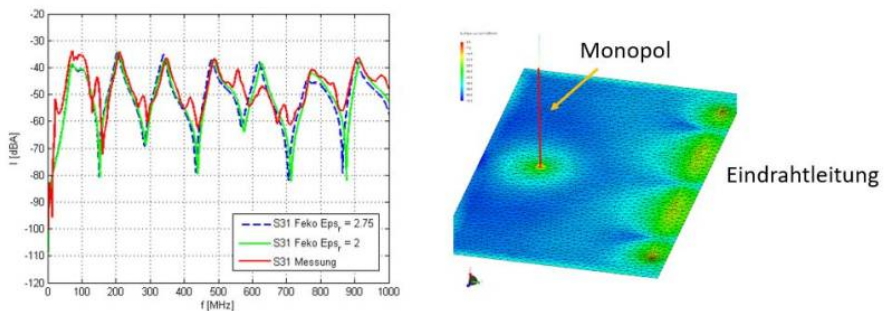 -20
-30
-40
-50
-60
-70
-80
-90
-100
-110
-120
I [dBA]
0 100 200 300 400 500 600 700 800 900 1000
f [MHz]
S31 Feko Eps_r = 2.75
S31 Feko Eps_r = 2
S31 Messung
Monopol
Eindrahtleitung